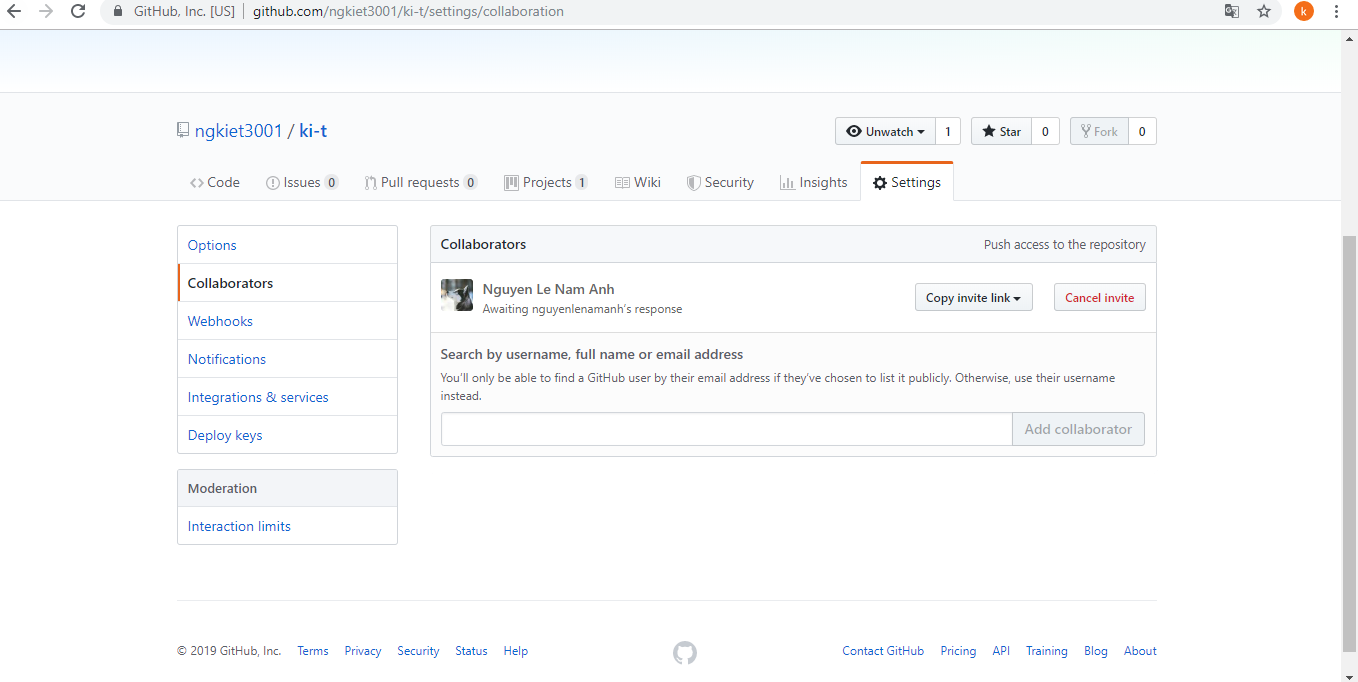 GitHub, Inc. [US] | github.com/ngkiet3001/ki-t/settings/collaboration
k
ngkiet3001 / ki-t
Unwatch 1
Star 0
Fork 0
Code
Issues 0
Pull requests 0
Projects 1
Wiki
Security
Insights
Settings
Options
Collaborators
Webhooks
Notifications
Integrations & services
Deploy keys
Moderation
Interaction limits
Collaborators
Push access to the repository
Nguyen Le Nam Anh
Awaiting nguyenlenamanh’s response
Copy invite link
Cancel invite
Search by username, full name or email address
You’ll only be able to find a GitHub user by their email address if they’ve chosen to list it publicly. Otherwise, use their username
instead.
Add collaborator
© 2019 GitHub, Inc. Terms Privacy Security Status Help
Contact GitHub Pricing API Training Blog About